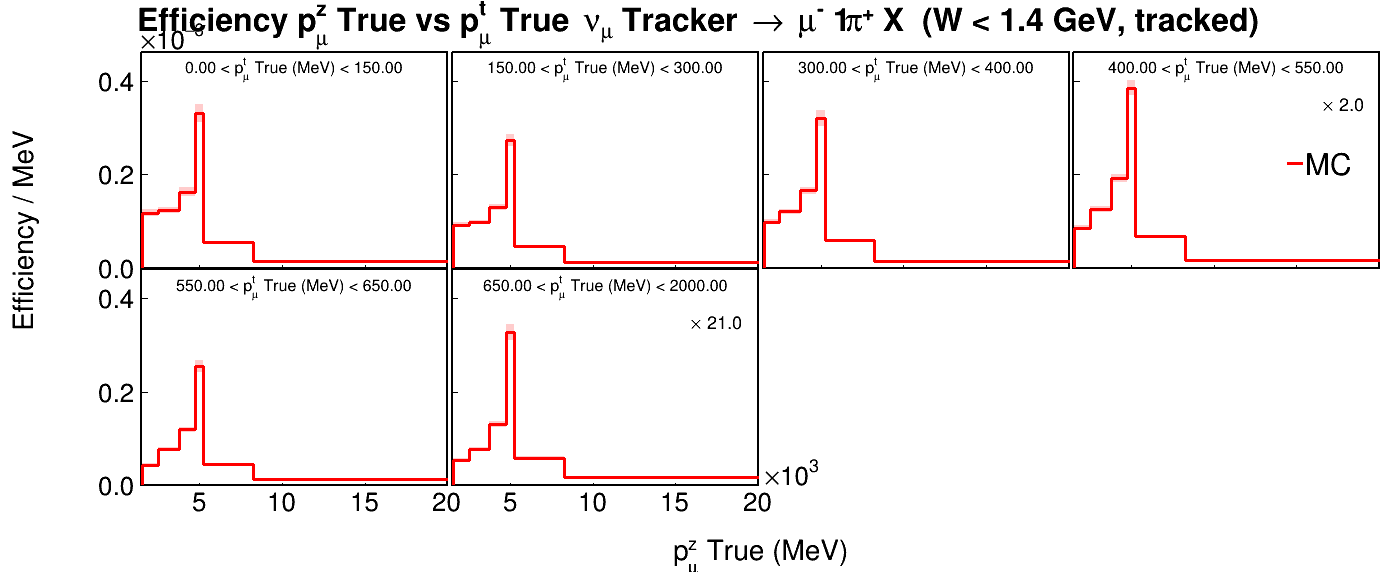 Efficiency p^z_μ True vs p^t_μ True ν_μ Tracker → μ^- 1π^+ X (W < 1.4 GeV, tracked)
0.00 < p^t_μ True (MeV) < 150.00
150.00 < p^t_μ True (MeV) < 300.00
300.00 < p^t_μ True (MeV) < 400.00
400.00 < p^t_μ True (MeV) < 550.00
0.4
× 2.0
MC
0.2
0.0
Efficiency / MeV
550.00 < p^t_μ True (MeV) < 650.00
650.00 < p^t_μ True (MeV) < 2000.00
0.4
× 21.0
0.2
0.0
×10^3
5 10 15 20 5 10 15 20
p^z_μ True (MeV)